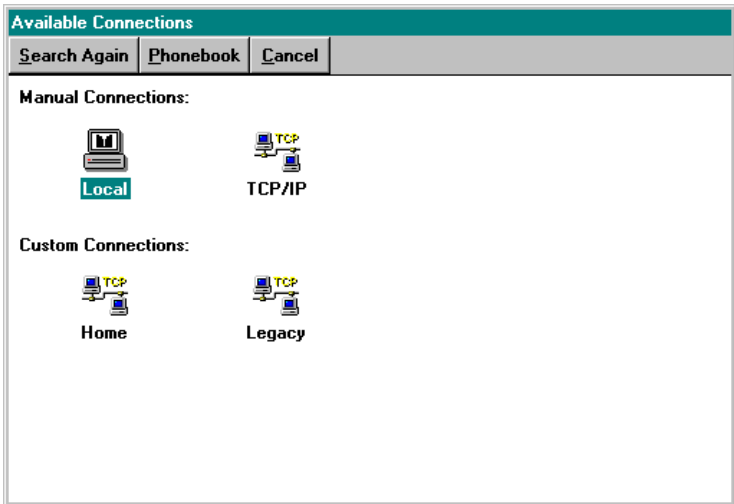 Available Connections
Search Again Phonebook Cancel
Manual Connections:
TCP
Local TCP/IP
Custom Connections:
TCP TCP
Home Legacy